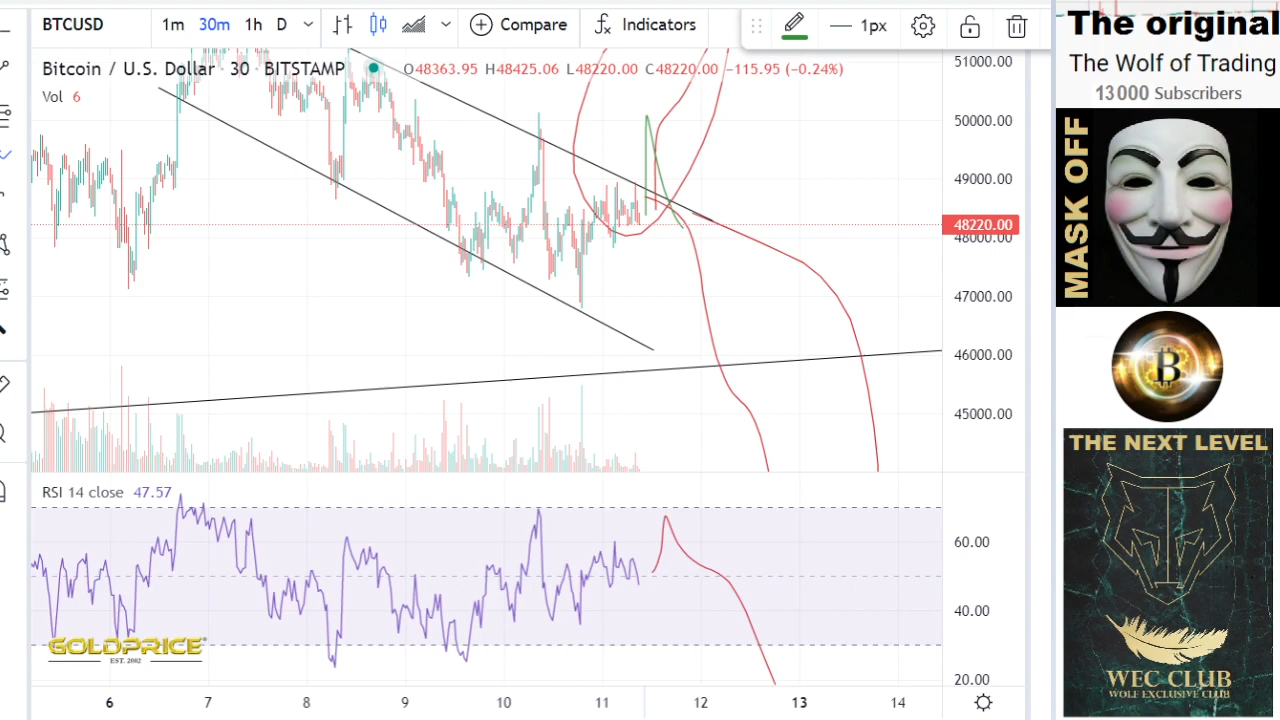 BTCUSD 1m 30m 1h D Compare Indicators 1px
Bitcoin / U.S. Dollar · 30 · BITSTAMP O48363.95 H48425.06 L48220.00 C48220.00 −115.95 (−0.24%)
Vol 6
51000.00
50000.00
49000.00
48220.00
48000.00
47000.00
46000.00
45000.00
RSI 14 close 47.57
60.00
40.00
20.00
GOLDPRICE
EST. 2002
6 7 8 9 10 11 12 13 14
The original
The Wolf of Trading
13000 Subscribers
MASK OFF
B
THE NEXT LEVEL
WEC CLUB
WOLF EXCLUSIVE CLUB